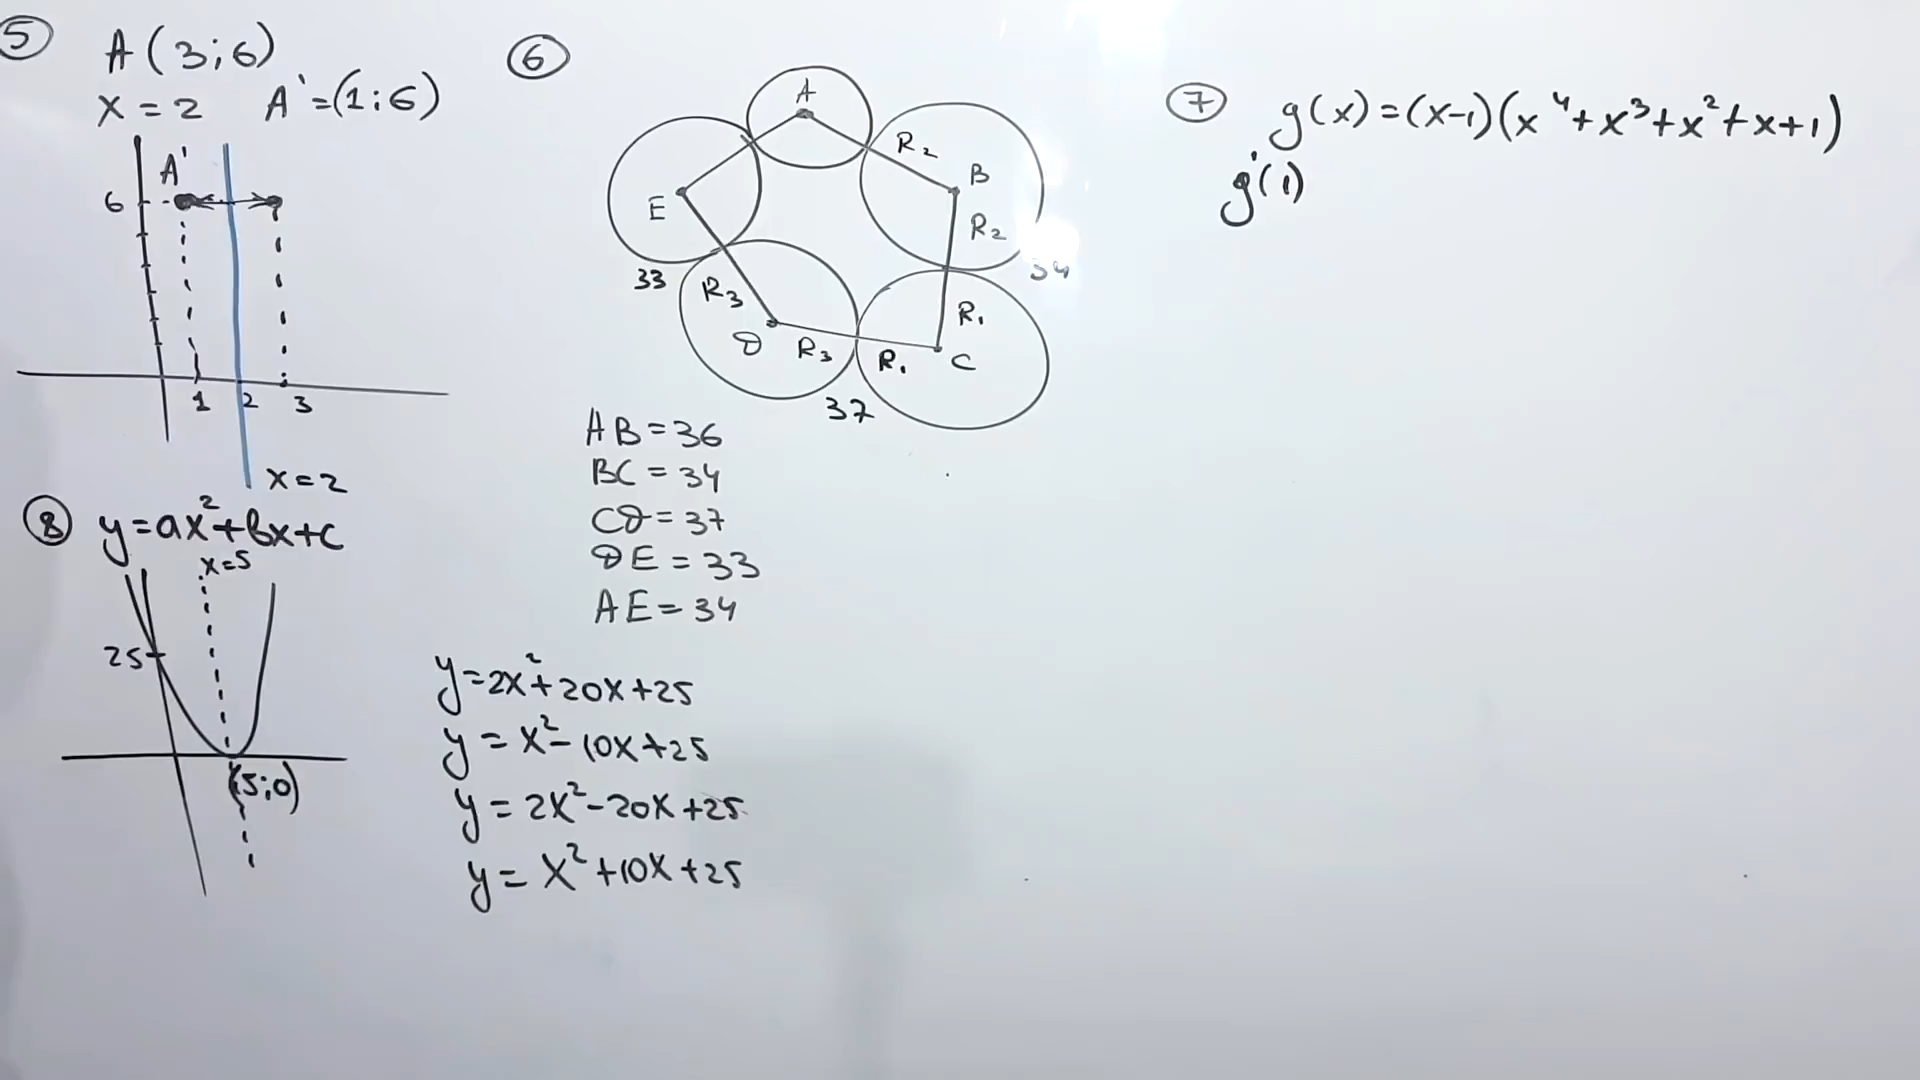 5
A(3;6)
x=2 A'=(1;6)
A'
6
1 2 3
x=2
6
A
R₂
B
E
R₂
33
34
R₃
R₁
D
R₃
R₁
C
37
AB=36
BC=34
CD=37
DE=33
AE=34
7
g(x)=(x-1)(x⁴+x³+x²+x+1)
g'(1)
8
y=ax²+bx+c
x=5
25
(5;0)
y=2x²+20x+25
y=x²-10x+25
y=2x²-20x+25
y=x²+10x+25